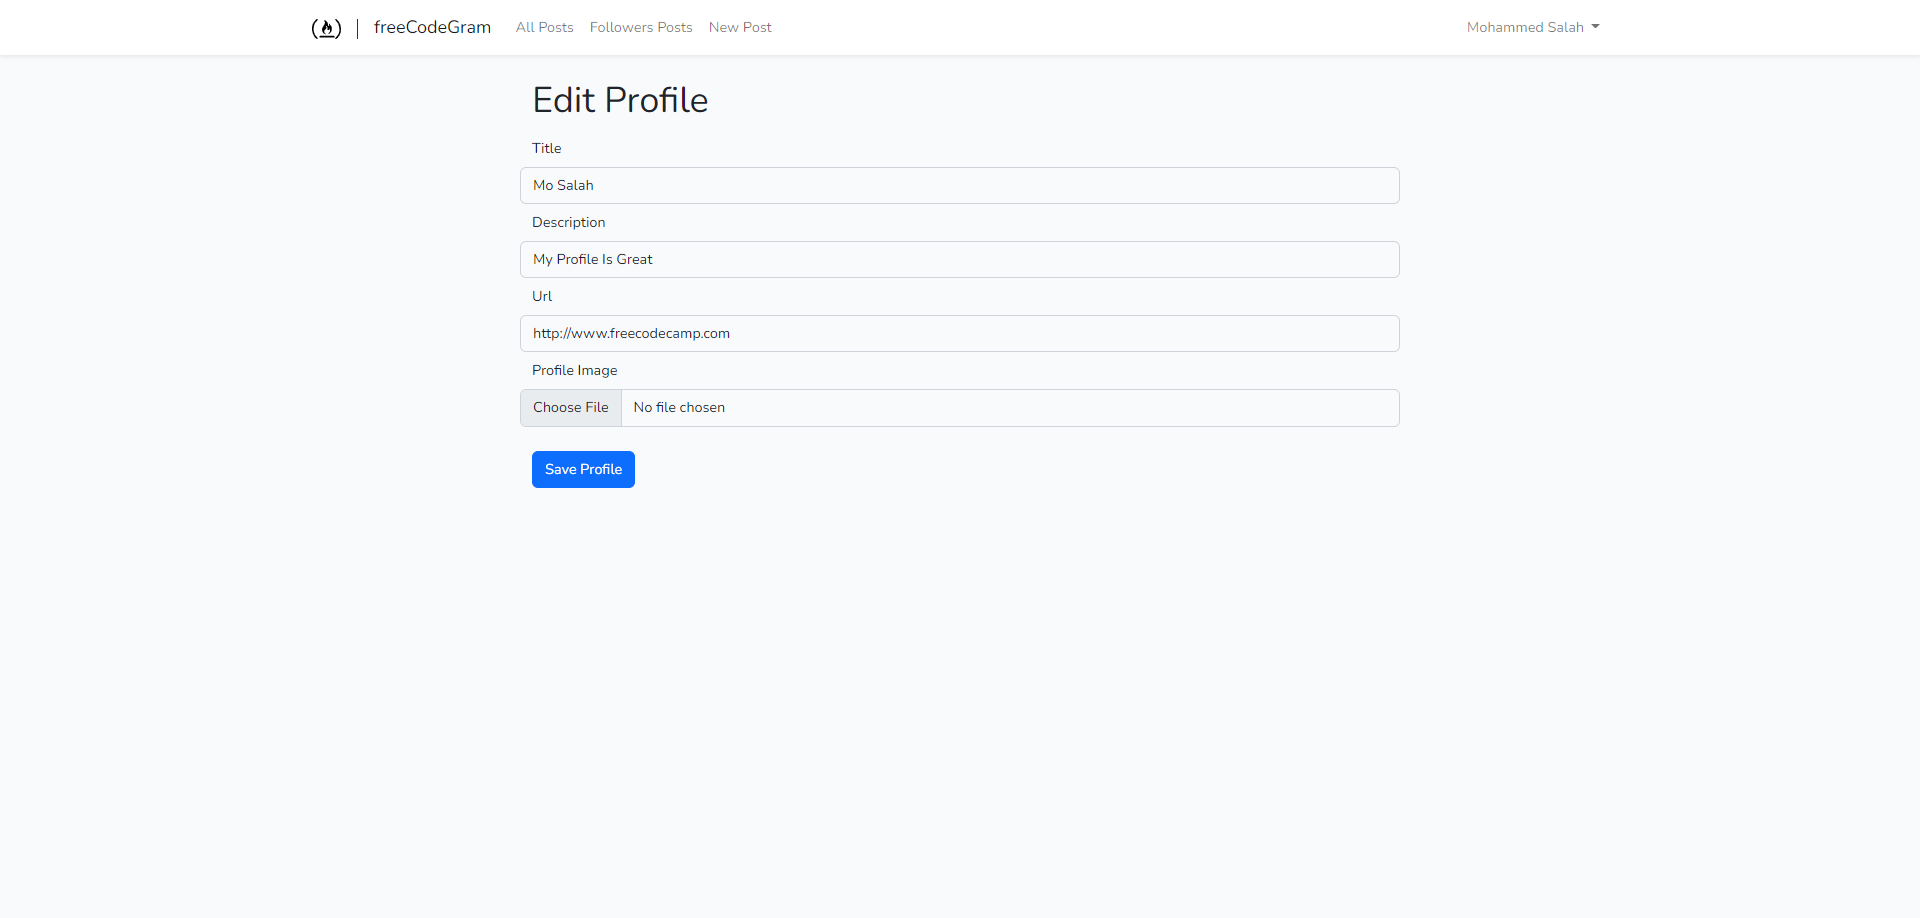 freeCodeGram All Posts Followers Posts New Post Mohammed Salah
Edit Profile
Title
Mo Salah
Description
My Profile Is Great
Url
http://www.freecodecamp.com
Profile Image
Choose File No file chosen
Save Profile